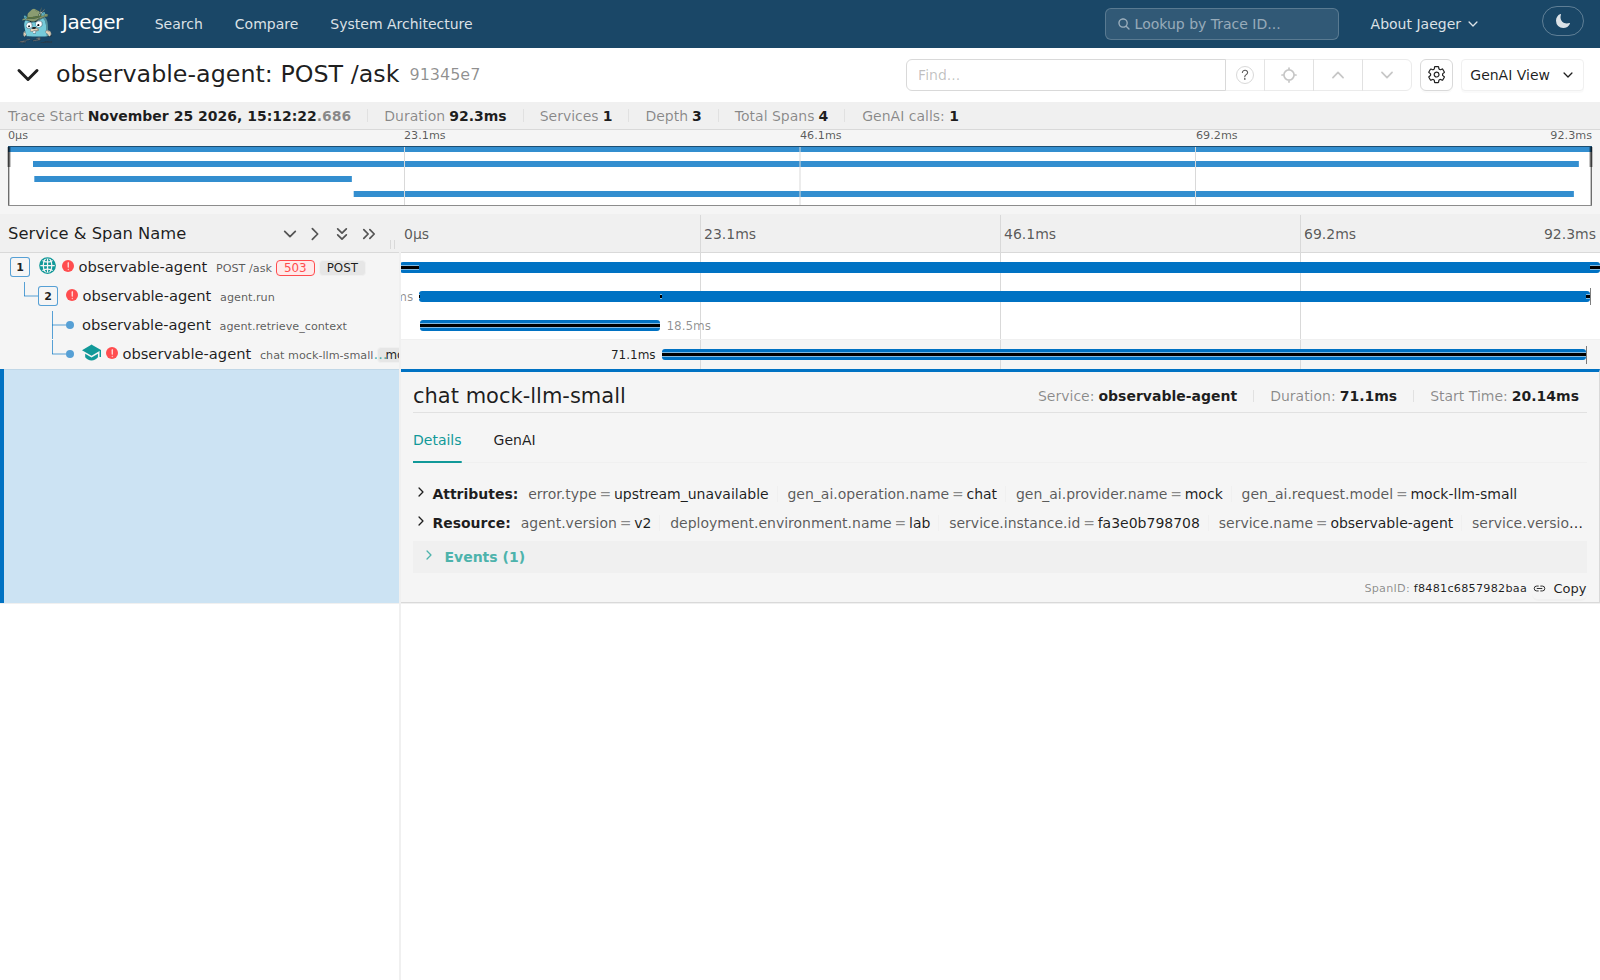 Jaeger Search Compare System Architecture Lookup by Trace ID... About Jaeger
observable-agent: POST /ask 91345e7 Find... ? GenAI View
Trace Start November 25 2026, 15:12:22.686 Duration 92.3ms Services 1 Depth 3 Total Spans 4 GenAI calls: 1
0μs 23.1ms 46.1ms 69.2ms 92.3ms
Service & Span Name 0μs 23.1ms 46.1ms 69.2ms 92.3ms
1 observable-agent POST /ask 503 POST
2 observable-agent agent.run ms
observable-agent agent.retrieve_context 18.5ms
observable-agent chat mock-llm-small... mo 71.1ms
chat mock-llm-small Service: observable-agent Duration: 71.1ms Start Time: 20.14ms
Details GenAI
Attributes: error.type = upstream_unavailable gen_ai.operation.name = chat gen_ai.provider.name = mock gen_ai.request.model = mock-llm-small
Resource: agent.version = v2 deployment.environment.name = lab service.instance.id = fa3e0b798708 service.name = observable-agent service.versio...
Events (1)
SpanID: f8481c6857982baa Copy